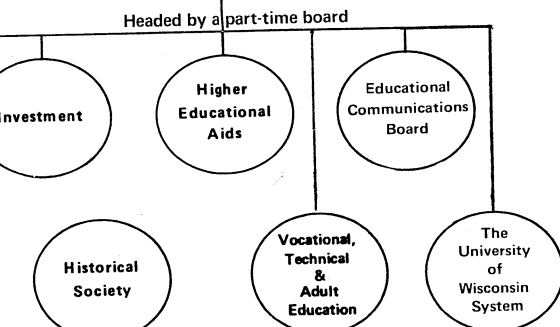 Headed by a part-time board
Investment
Higher
Educational
Aids
Educational
Communications
Board
Historical
Society
Vocational,
Technical
&
Adult
Education
The
University
of
Wisconsin
System